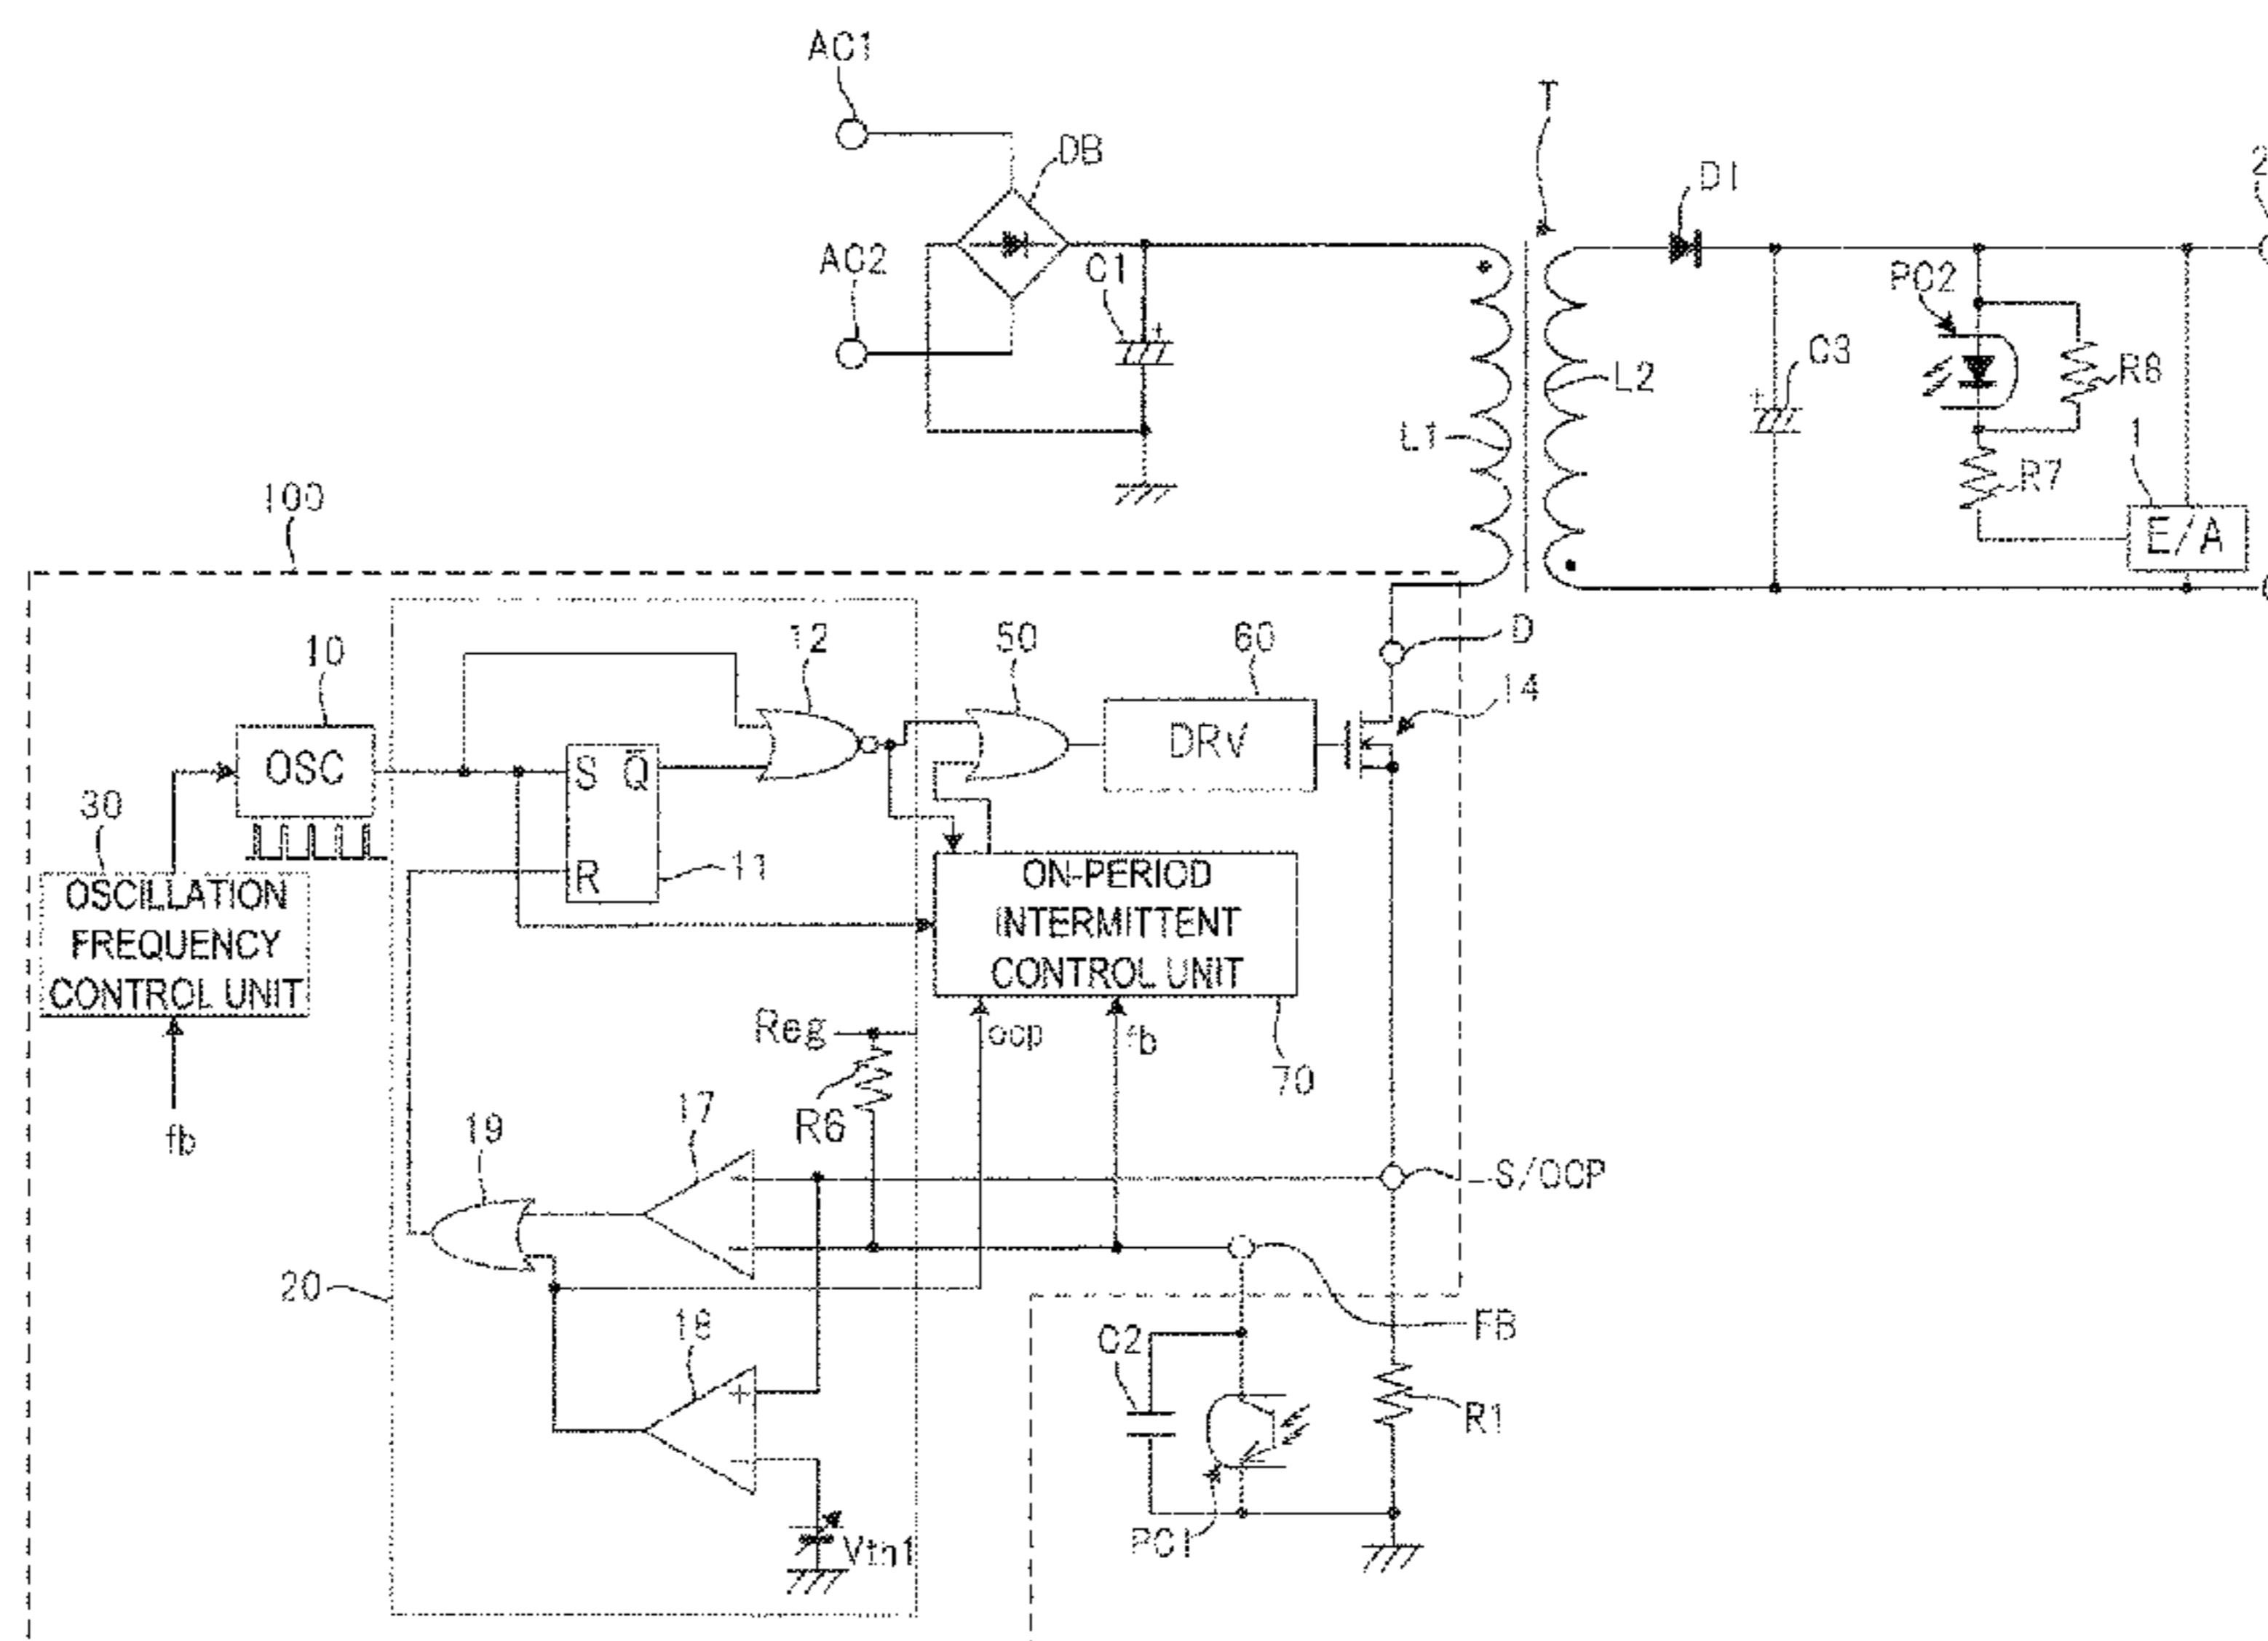 AC1
T
DB
D1
2
AC2
C1
PC2
C3
R8
L2
L1
1
R7
100
E/A
10
12
50
60
D
14
OSC
S
Q
DRV
30
R
11
OSCILLATION
FREQUENCY
CONTROL UNIT
ON-PERIOD
INTERMITTENT
CONTROL UNIT
Reg
ocp
fb
70
17
R6
fb
19
S/OCP
20
18
C2
FB
+
R1
PC1
Vth1